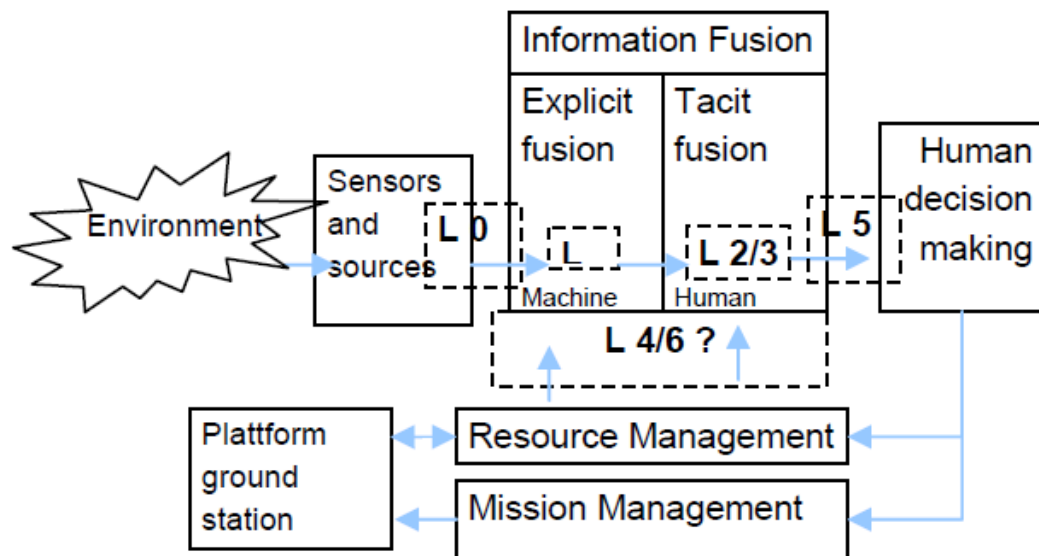 Information Fusion
Explicit
fusion
Tacit
fusion
Environment
Sensors
and
sources
L 0
L
L 2/3
L 5
Machine
Human
Human
decision
making
L 4/6 ?
Plattform
ground
station
Resource Management
Mission Management